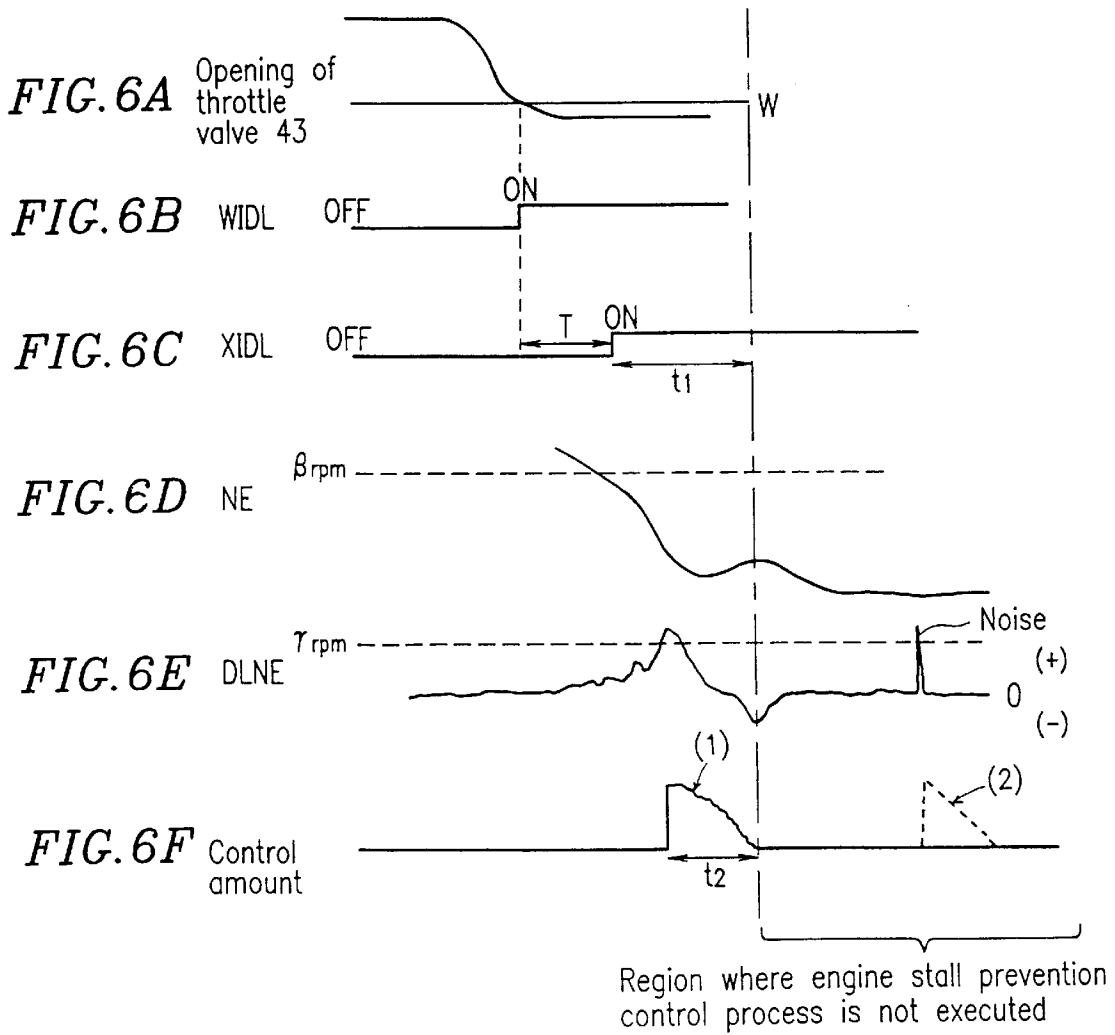 FIG.6A
Opening of
throttle
valve 43
W
FIG.6B
WIDL
OFF
ON
FIG.6C
XIDL
OFF
T
ON
t1
FIG.6D
NE
βrpm
FIG.6E
DLNE
γrpm
Noise
(+)
0
(-)
FIG.6F
Control
amount
(1)
t2
(2)
Region where engine stall prevention
control process is not executed